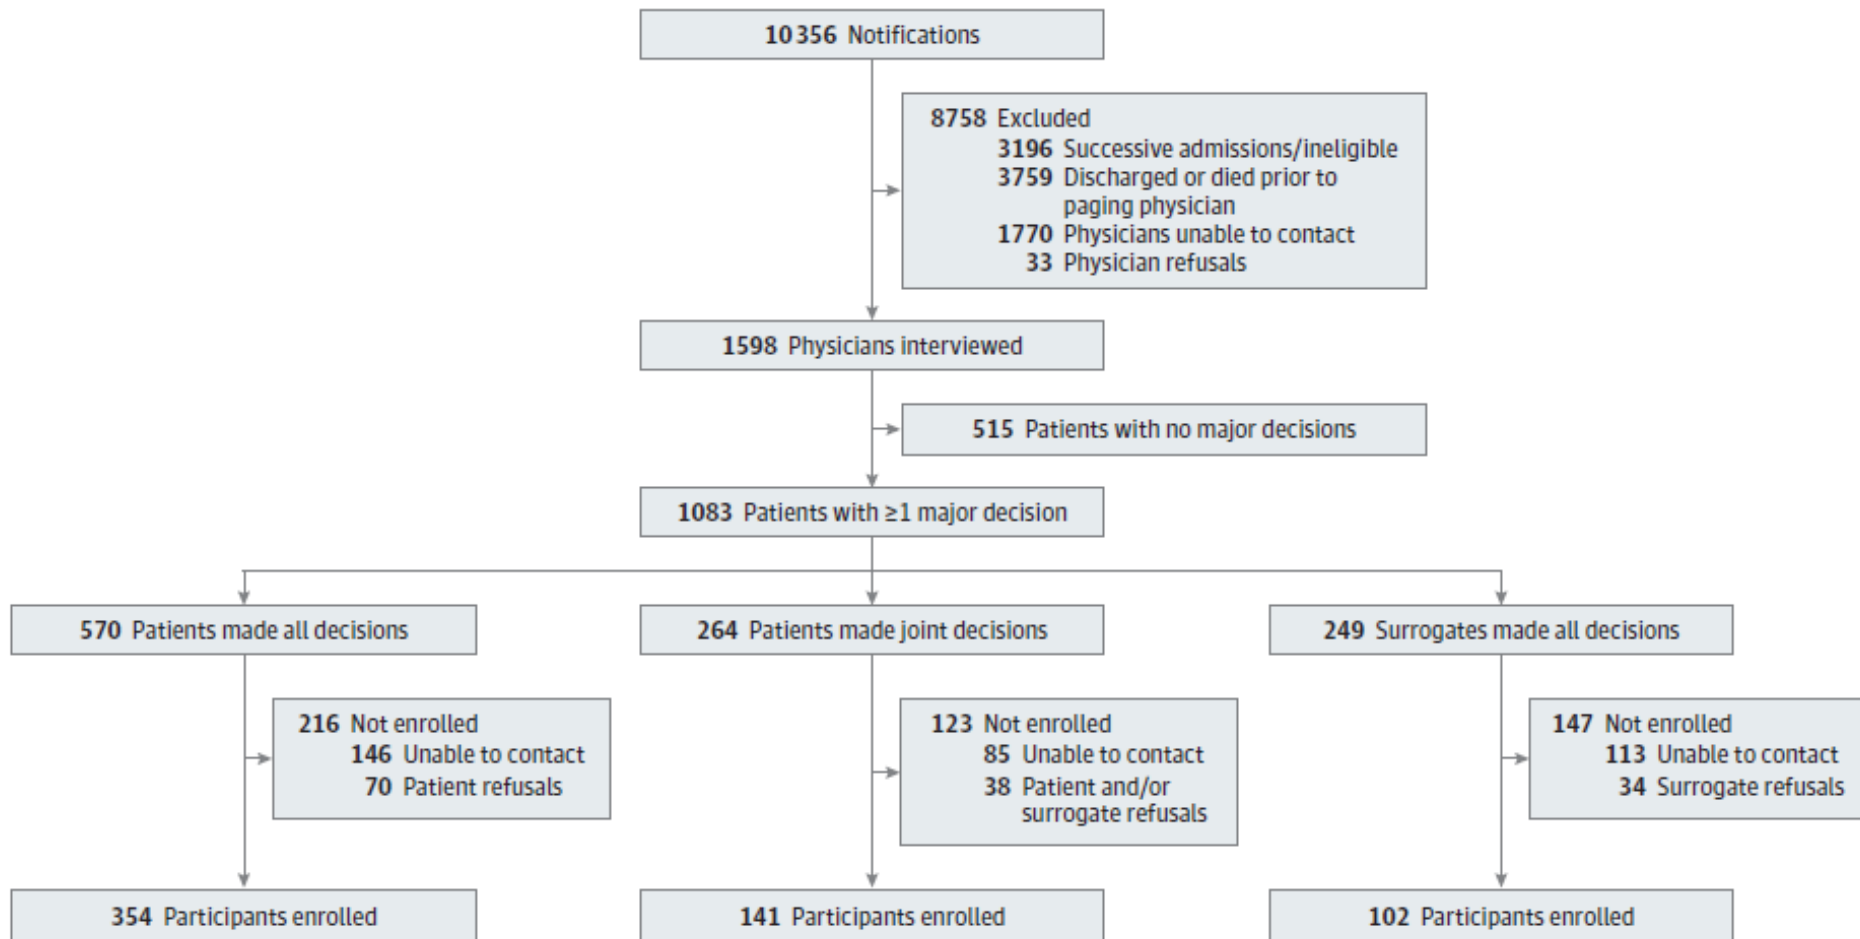 10 356 Notifications
8758 Excluded
3196 Successive admissions/ineligible
3759 Discharged or died prior to
paging physician
1770 Physicians unable to contact
33 Physician refusals
1598 Physicians interviewed
515 Patients with no major decisions
1083 Patients with ≥1 major decision
570 Patients made all decisions
264 Patients made joint decisions
249 Surrogates made all decisions
216 Not enrolled
146 Unable to contact
70 Patient refusals
123 Not enrolled
85 Unable to contact
38 Patient and/or
surrogate refusals
147 Not enrolled
113 Unable to contact
34 Surrogate refusals
354 Participants enrolled
141 Participants enrolled
102 Participants enrolled